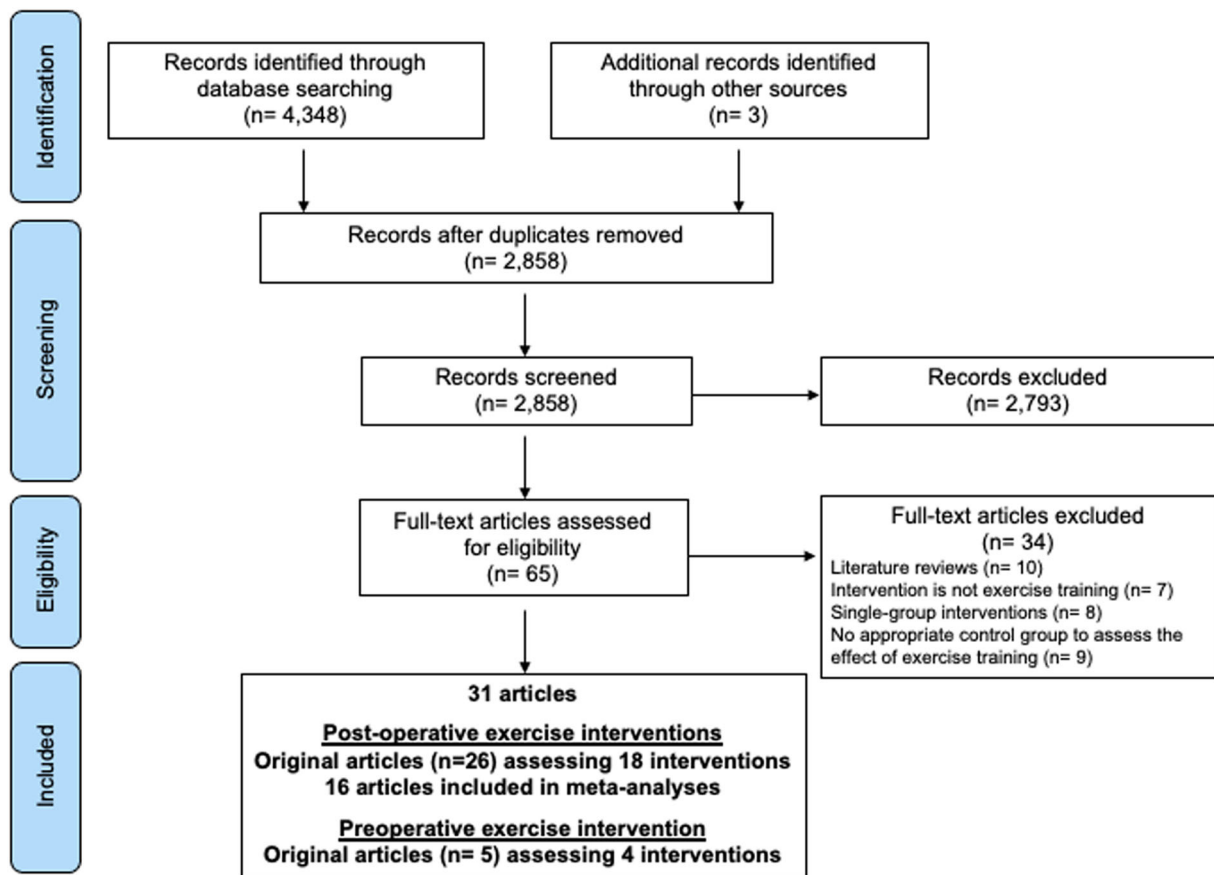 Identification
Records identified through
database searching
(n= 4,348)
Additional records identified
through other sources
(n= 3)
Screening
Records after duplicates removed
(n= 2,858)
Records screened
(n= 2,858)
Records excluded
(n= 2,793)
Eligibility
Full-text articles assessed
for eligibility
(n= 65)
Full-text articles excluded
(n= 34)
Literature reviews (n= 10)
Intervention is not exercise training (n= 7)
Single-group interventions (n= 8)
No appropriate control group to assess the
effect of exercise training (n= 9)
Included
31 articles
Post-operative exercise interventions
Original articles (n=26) assessing 18 interventions
16 articles included in meta-analyses
Preoperative exercise intervention
Original articles (n= 5) assessing 4 interventions